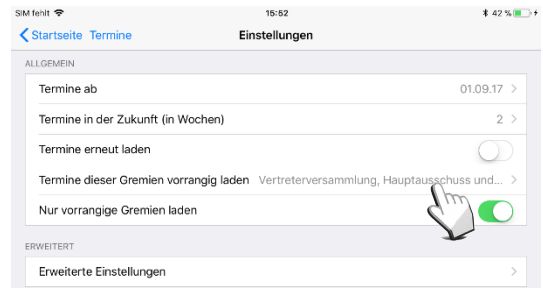 SIM fehlt 15:52 42 %
Startseite Termine Einstellungen
ALLGEMEIN
Termine ab 01.09.17
Termine in der Zukunft (in Wochen) 2
Termine erneut laden
Termine dieser Gremien vorrangig laden Vertreterversammlung, Hauptausschuss und...
Nur vorrangige Gremien laden
ERWEITERT
Erweiterte Einstellungen